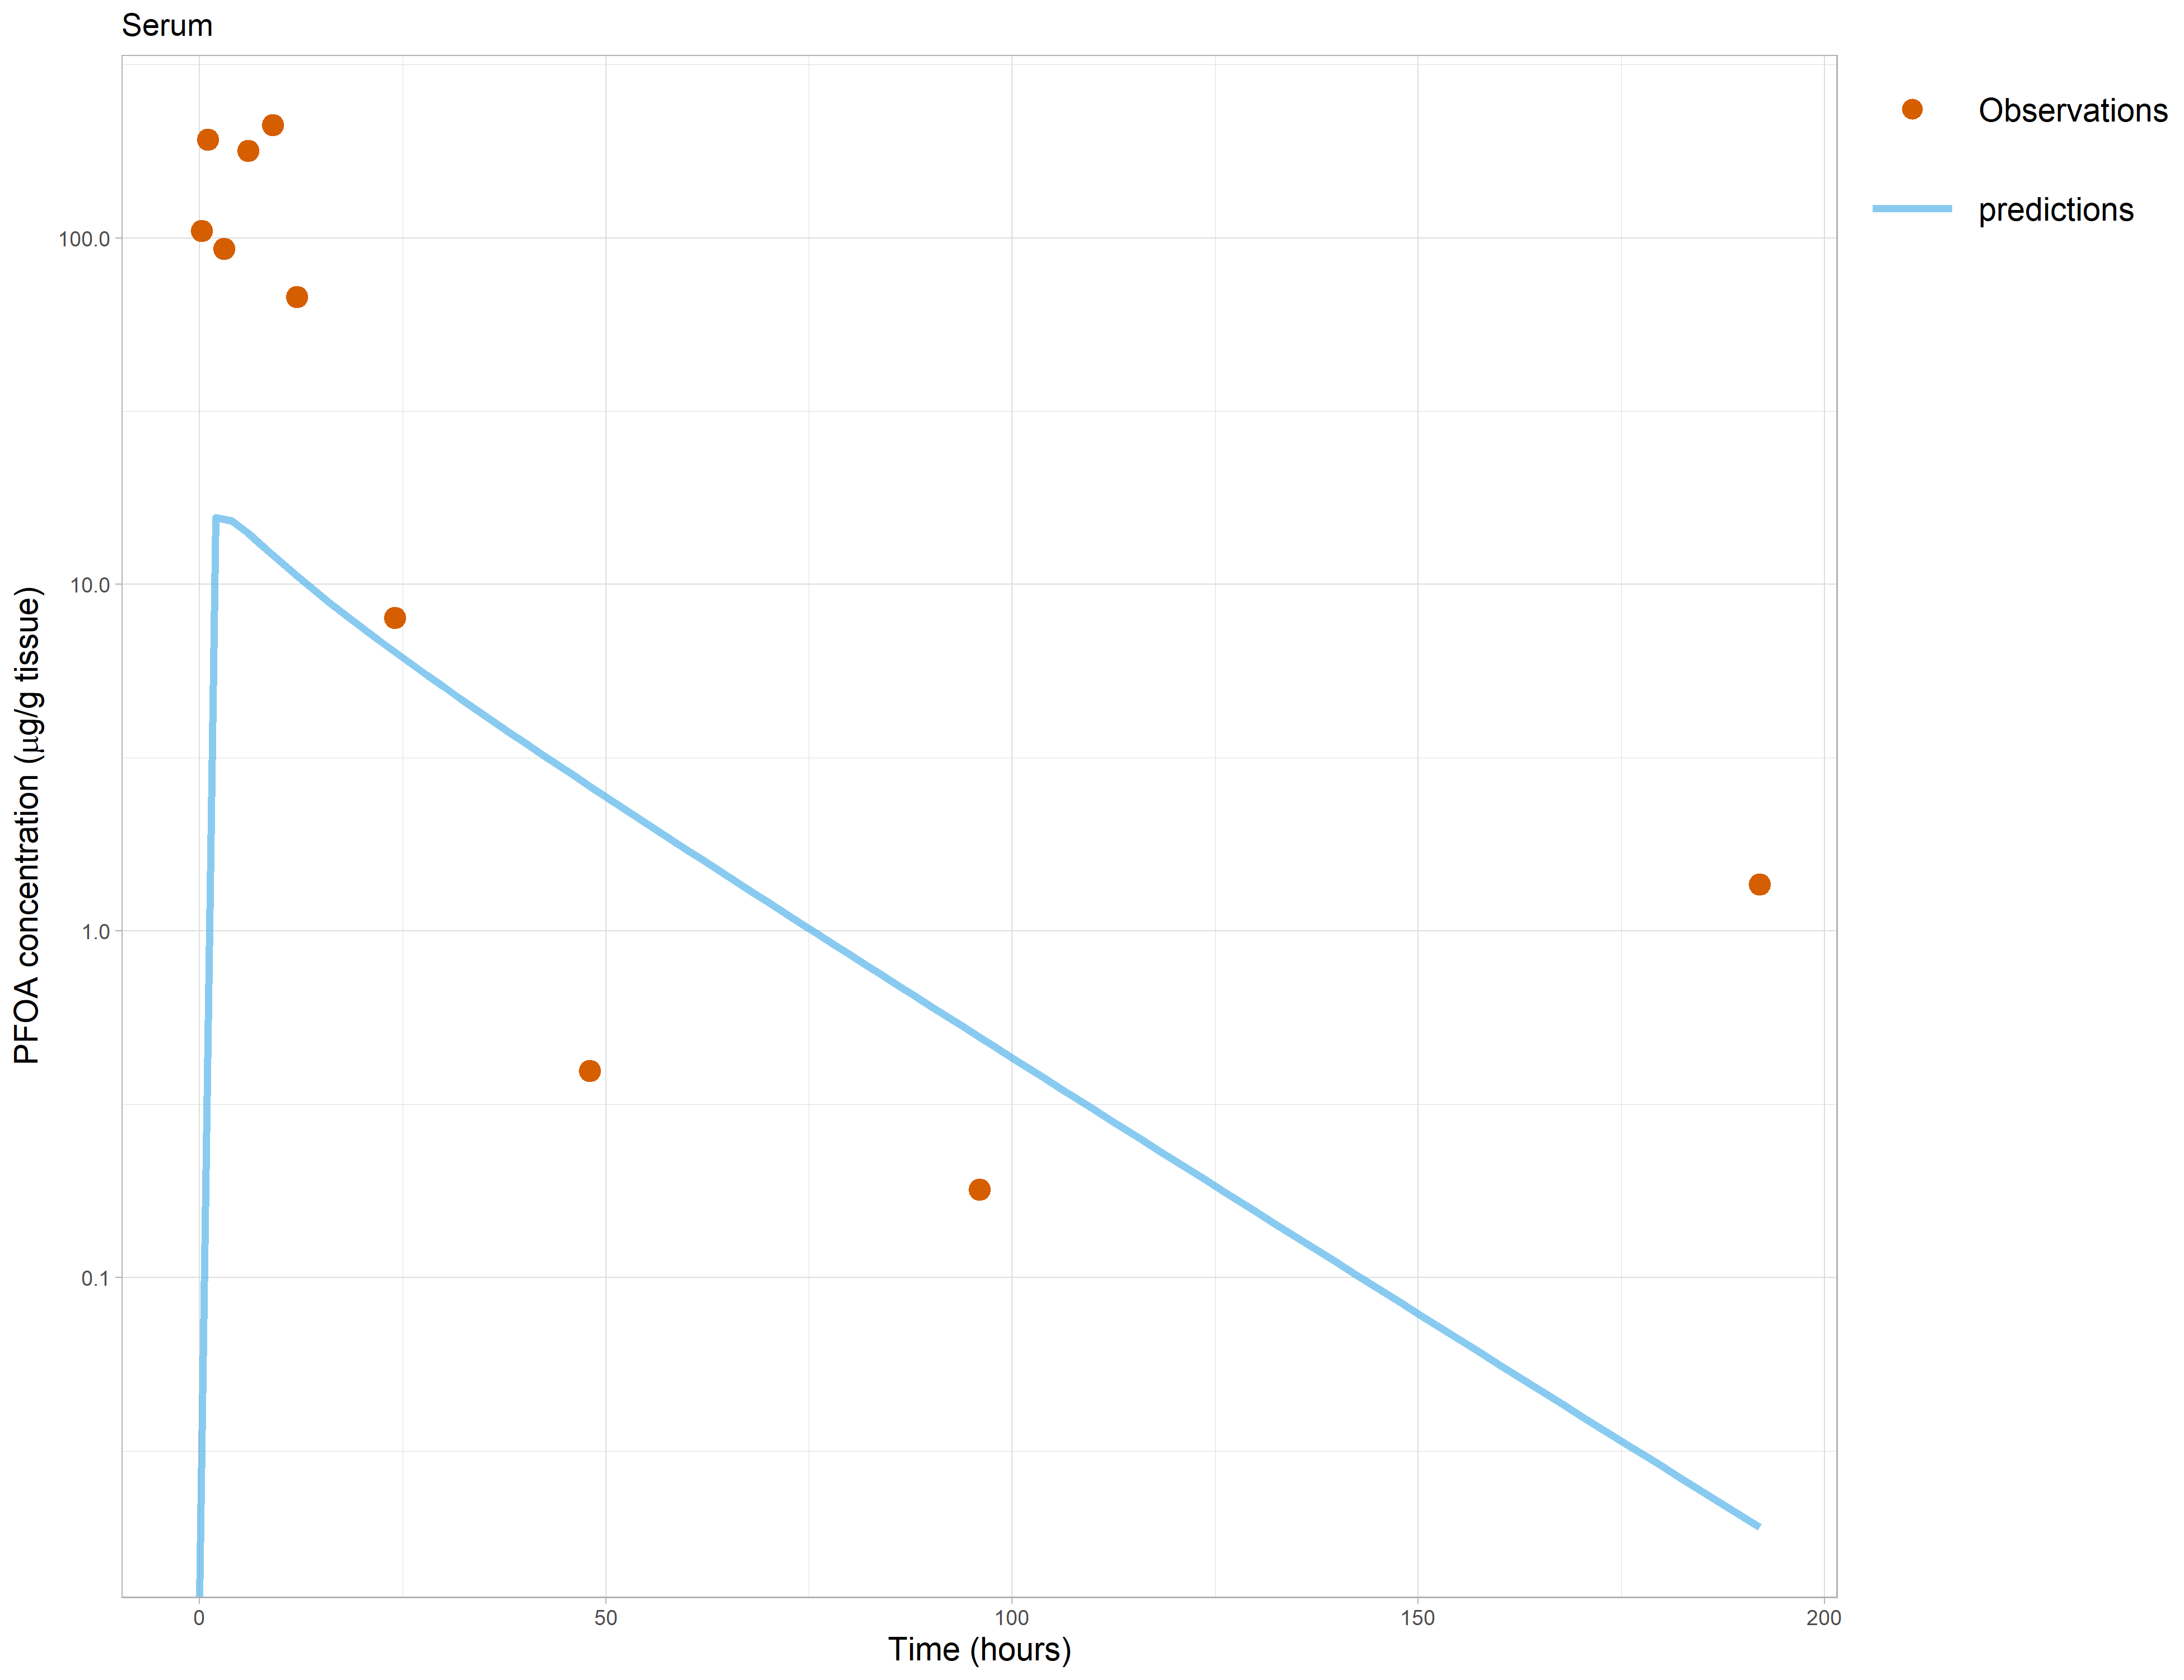 Serum
Observations
predictions
PFOA concentration (μg/g tissue)
100.0
10.0
1.0
0.1
0
50
100
150
200
Time (hours)